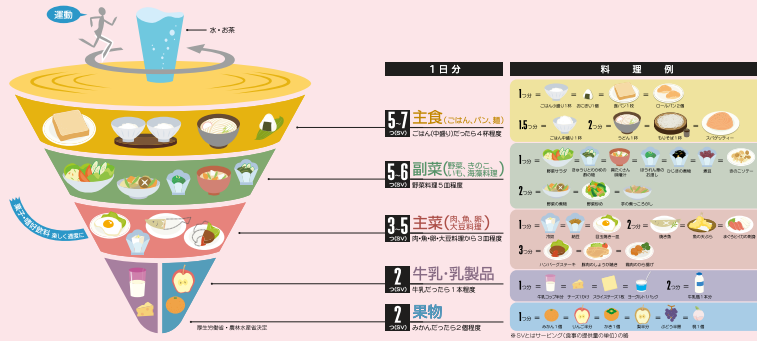 運動
水・お茶
菓子・嗜好飲料 楽しく適度に
厚生労働省・農林水産省決定
1日分
5~7 つ(SV) 主食(ごはん、パン、麺)
ごはん(中盛り)だったら4杯程度
5~6 つ(SV) 副菜(野菜、きのこ、いも、海藻料理)
野菜料理5皿程度
3~5 つ(SV) 主菜(肉、魚、卵、大豆料理)
肉・魚・卵・大豆料理から3皿程度
2 つ(SV) 牛乳・乳製品
牛乳だったら1本程度
2 つ(SV) 果物
みかんだったら2個程度
料理例
1つ分 = ごはん小盛り1杯 = おにぎり1個 = 食パン1枚 = ロールパン2個
1.5つ分 = ごはん中盛り1杯 2つ分 = うどん1杯 = もりそば1杯 = スパゲッティー
1つ分 = 野菜サラダ = きゅうりとわかめの酢の物 = 具だくさん味噌汁 = ほうれん草のお浸し = ひじきの煮物 = 煮豆 = きのこソテー
2つ分 = 野菜の煮物 = 野菜炒め = 芋の煮っころがし
1つ分 = 冷奴 = 納豆 = 目玉焼き一皿 2つ分 = 焼き魚 = 魚の天ぷら = まぐろとイカの刺身
3つ分 = ハンバーグステーキ = 豚肉のしょうが焼き = 鶏肉のから揚げ
1つ分 = 牛乳コップ半分 = チーズ1かけ = スライスチーズ1枚 = ヨーグルト1パック 2つ分 = 牛乳瓶1本分
1つ分 = みかん1個 = りんご半分 = かき1個 = 梨半分 = ぶどう半房 = 桃1個
※SVとはサービング(食事の提供量の単位)の略